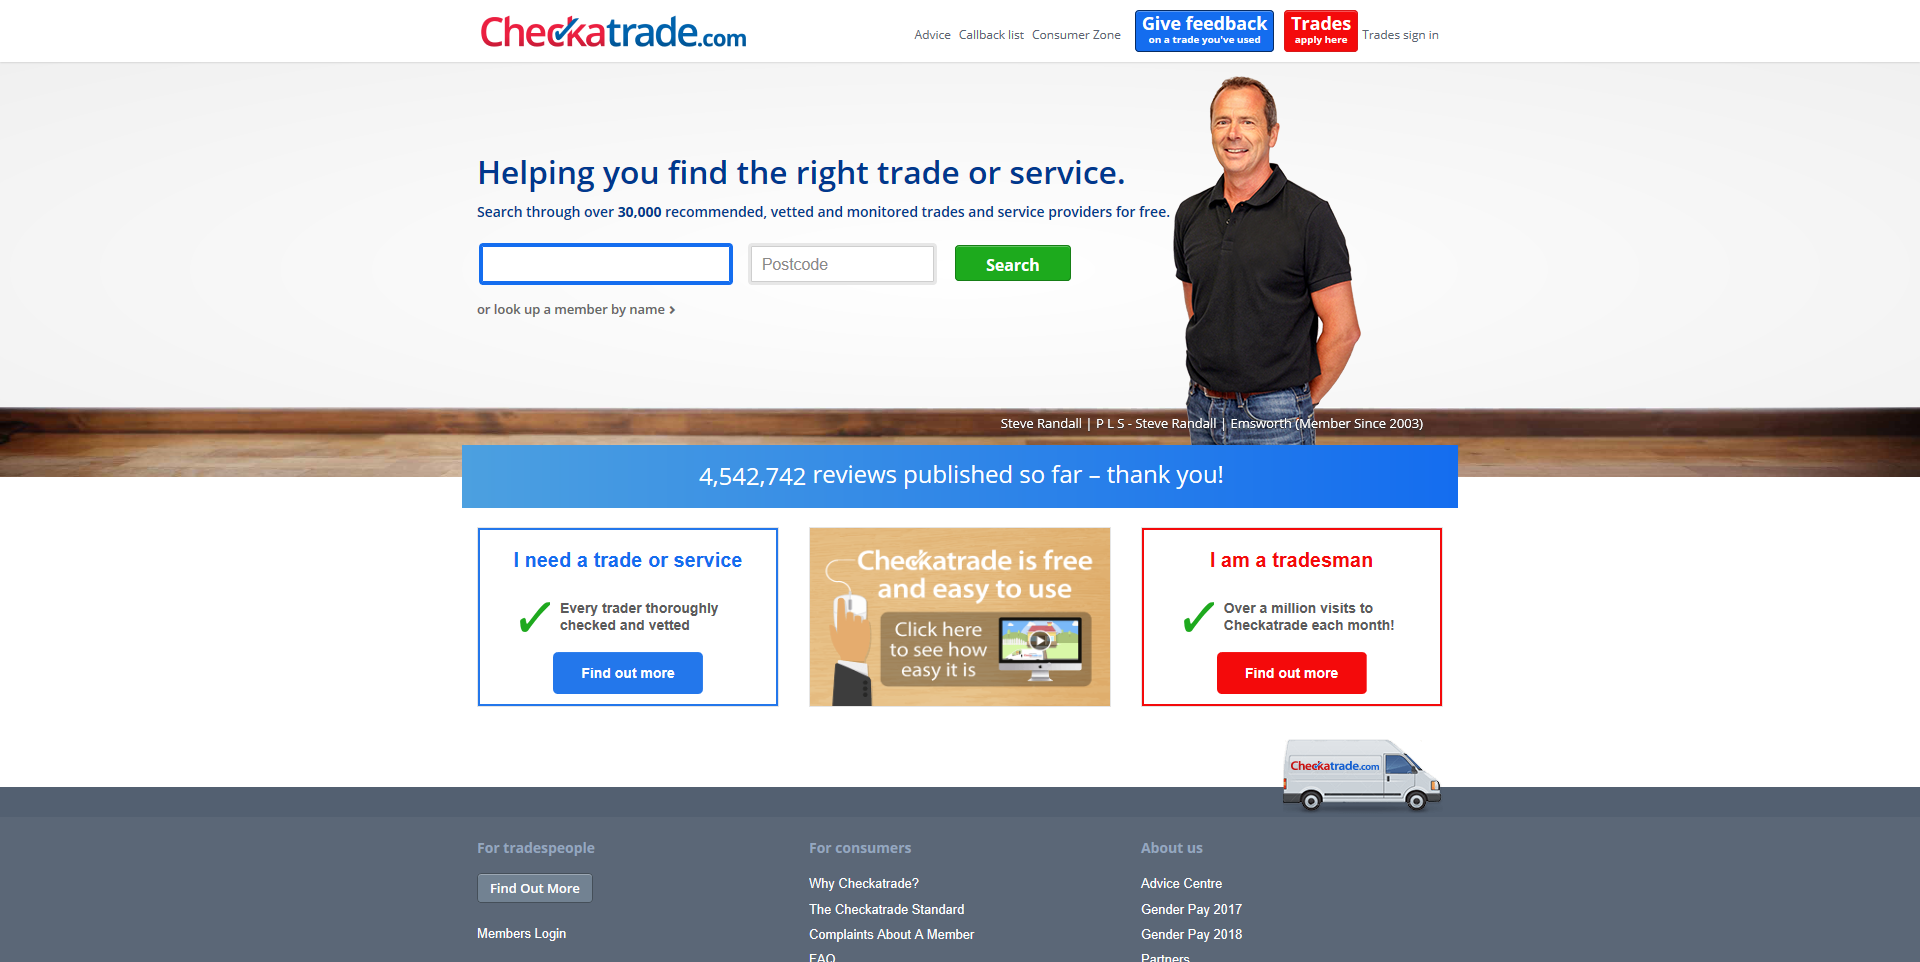 Checkatrade.com
Advice Callback list Consumer Zone
Give feedback
on a trade you've used
Trades
apply here
Trades sign in
Helping you find the right trade or service.
Search through over 30,000 recommended, vetted and monitored trades and service providers for free.
Postcode
Search
or look up a member by name
Steve Randall | P L S - Steve Randall | Emsworth (Member Since 2003)
4,542,742 reviews published so far – thank you!
I need a trade or service
Every trader thoroughly
checked and vetted
Find out more
Checkatrade is free
and easy to use
Click here
to see how
easy it is
I am a tradesman
Over a million visits to
Checkatrade each month!
Find out more
Checkatrade.com
For tradespeople
Find Out More
Members Login
For consumers
Why Checkatrade?
The Checkatrade Standard
Complaints About A Member
FAQ
About us
Advice Centre
Gender Pay 2017
Gender Pay 2018
Partners